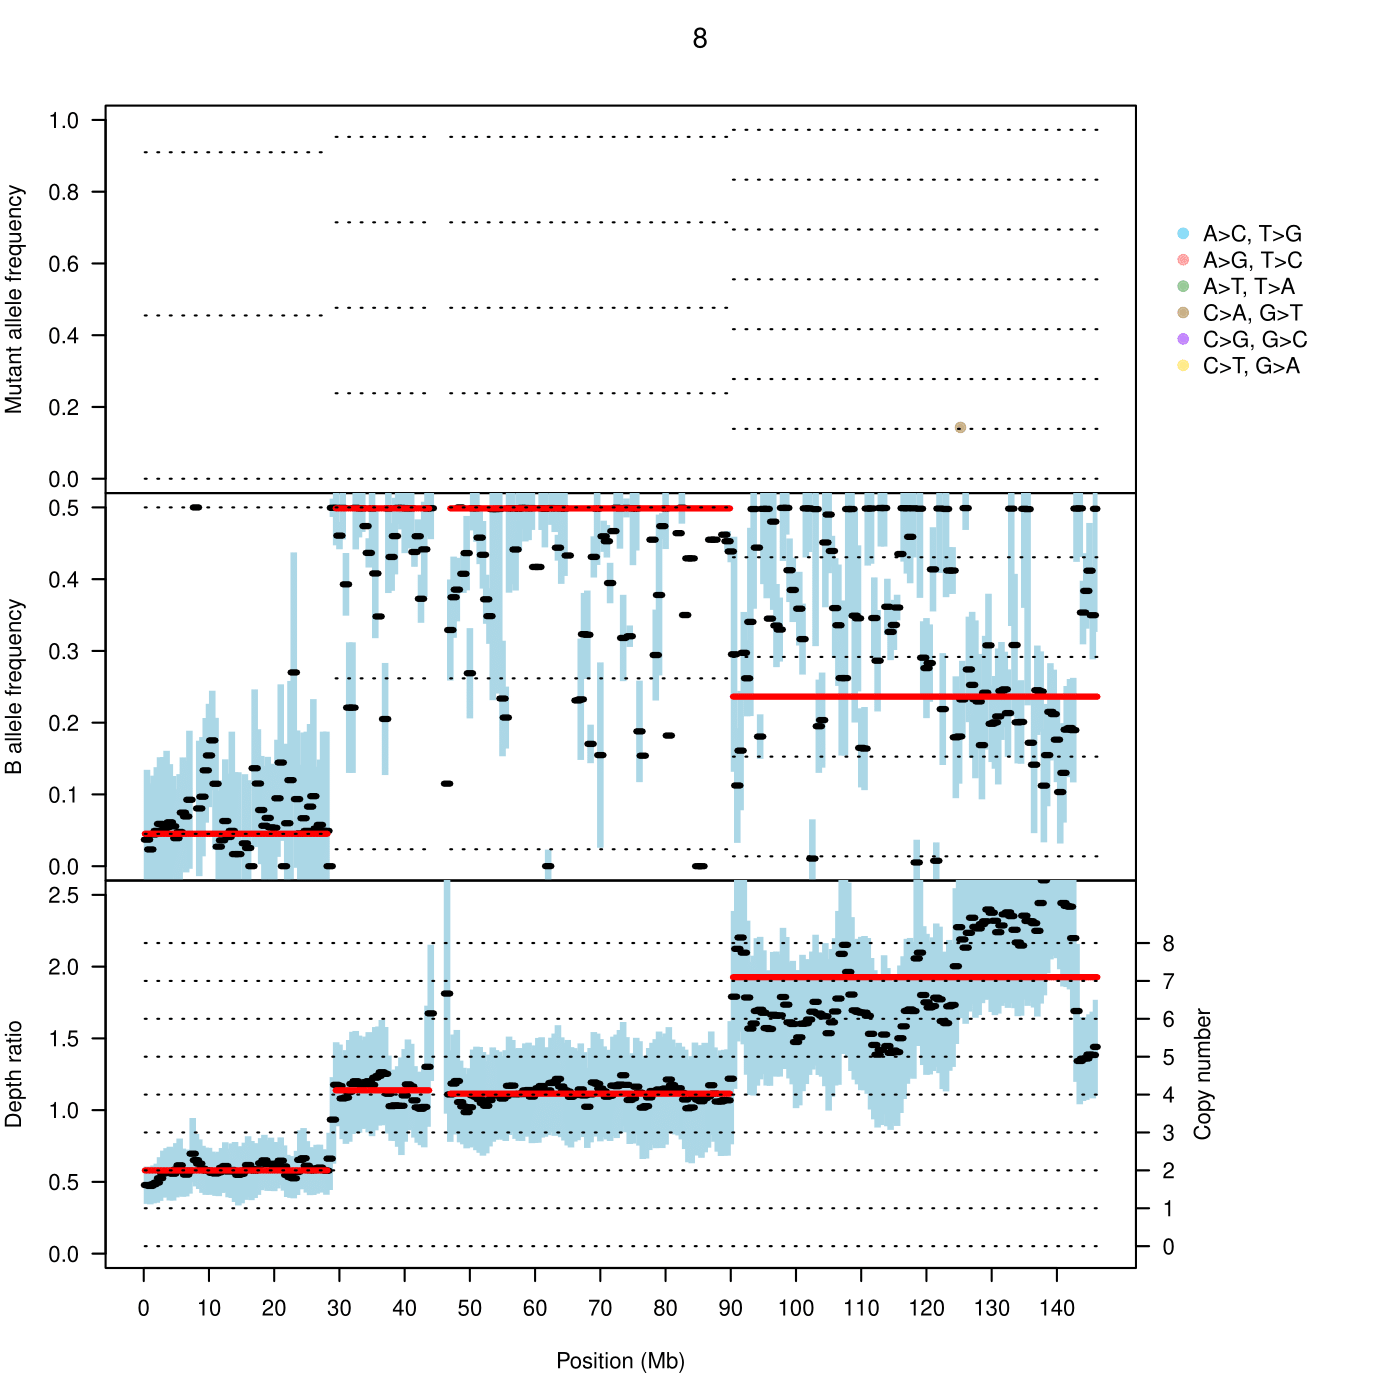 8
Mutant allele frequency
1.0
0.8
0.6
0.4
0.2
0.0
A>C, T>G
A>G, T>C
A>T, T>A
C>A, G>T
C>G, G>C
C>T, G>A
B allele frequency
0.5
0.4
0.3
0.2
0.1
0.0
Depth ratio
2.5
2.0
1.5
1.0
0.5
0.0
8
7
6
5
4
3
2
1
0
Copy number
0 10 20 30 40 50 60 70 80 90 100 110 120 130 140
Position (Mb)